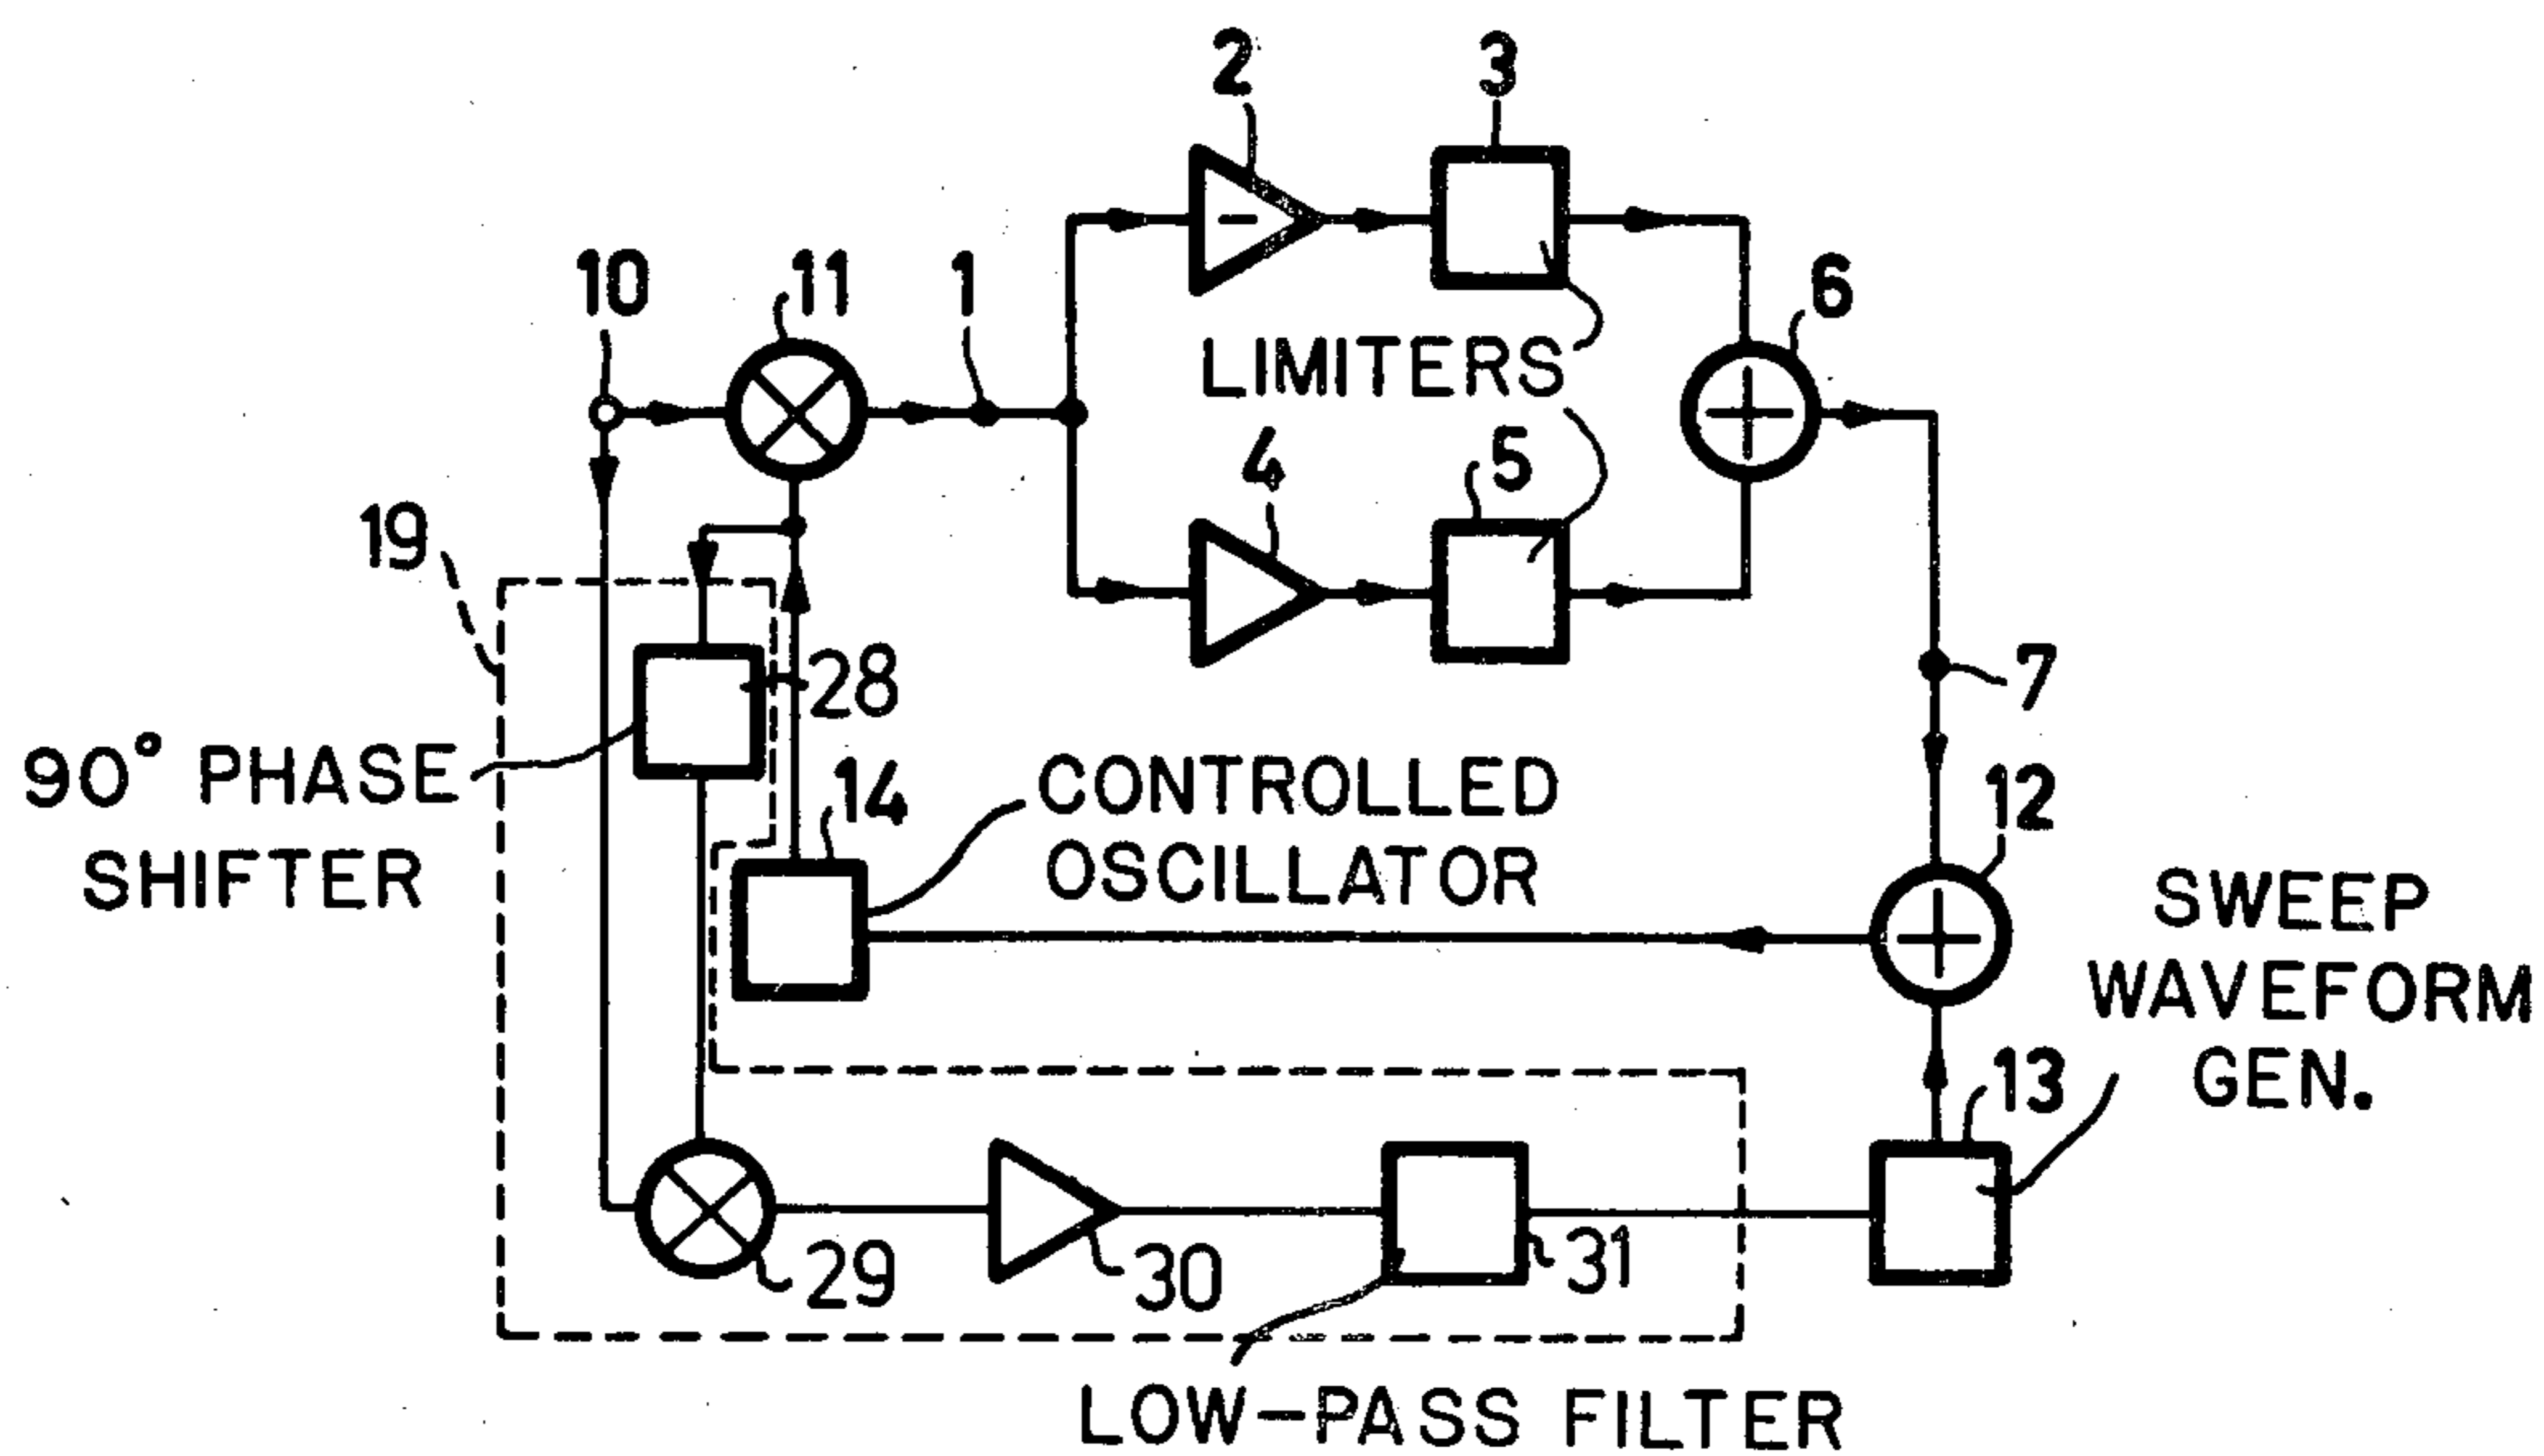 2
3
10
11
1
6
LIMITERS
4
5
19
7
28
90° PHASE
SHIFTER
14
CONTROLLED
OSCILLATOR
12
SWEEP
WAVEFORM
GEN.
13
29
30
31
LOW-PASS FILTER